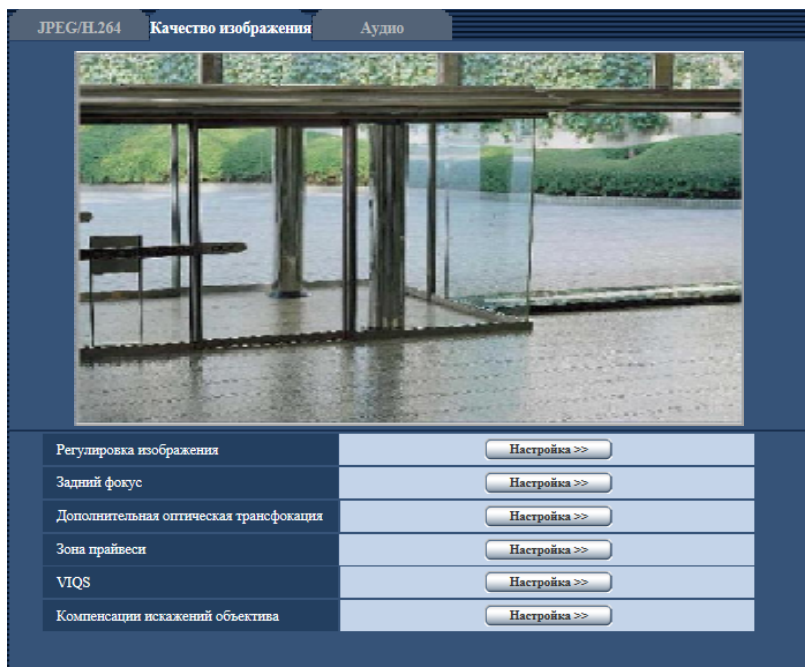 JPEG/H.264 Качество изображения Аудио
Регулировка изображения Настройка >>
Задний фокус Настройка >>
Дополнительная оптическая трансфокация Настройка >>
Зона прайвеси Настройка >>
VIQS Настройка >>
Компенсации искажений объектива Настройка >>